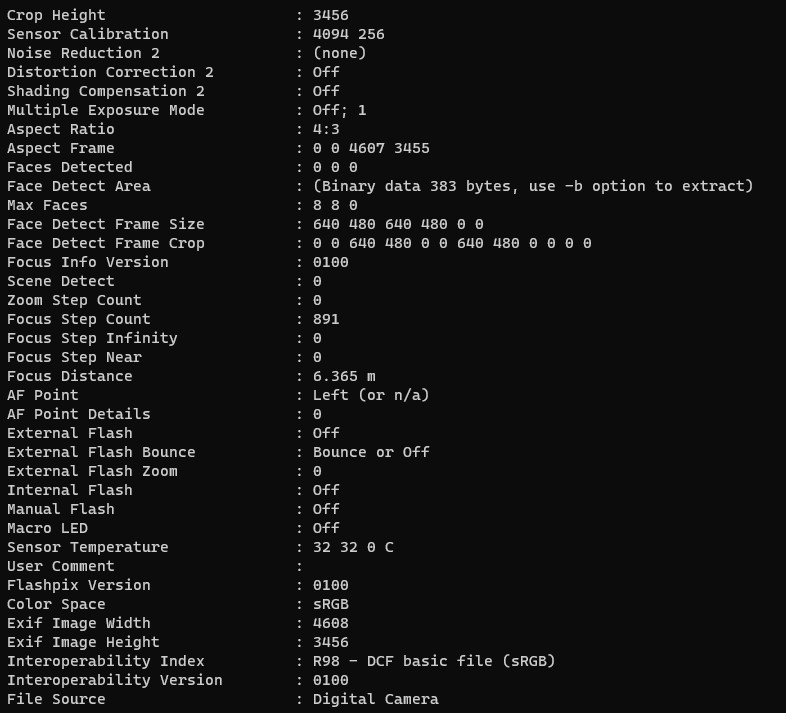 Crop Height : 3456
Sensor Calibration : 4094 256
Noise Reduction 2 : (none)
Distortion Correction 2 : Off
Shading Compensation 2 : Off
Multiple Exposure Mode : Off; 1
Aspect Ratio : 4:3
Aspect Frame : 0 0 4607 3455
Faces Detected : 0 0 0
Face Detect Area : (Binary data 383 bytes, use -b option to extract)
Max Faces : 8 8 0
Face Detect Frame Size : 640 480 640 480 0 0
Face Detect Frame Crop : 0 0 640 480 0 0 640 480 0 0 0 0
Focus Info Version : 0100
Scene Detect : 0
Zoom Step Count : 0
Focus Step Count : 891
Focus Step Infinity : 0
Focus Step Near : 0
Focus Distance : 6.365 m
AF Point : Left (or n/a)
AF Point Details : 0
External Flash : Off
External Flash Bounce : Bounce or Off
External Flash Zoom : 0
Internal Flash : Off
Manual Flash : Off
Macro LED : Off
Sensor Temperature : 32 32 0 C
User Comment :
Flashpix Version : 0100
Color Space : sRGB
Exif Image Width : 4608
Exif Image Height : 3456
Interoperability Index : R98 - DCF basic file (sRGB)
Interoperability Version : 0100
File Source : Digital Camera